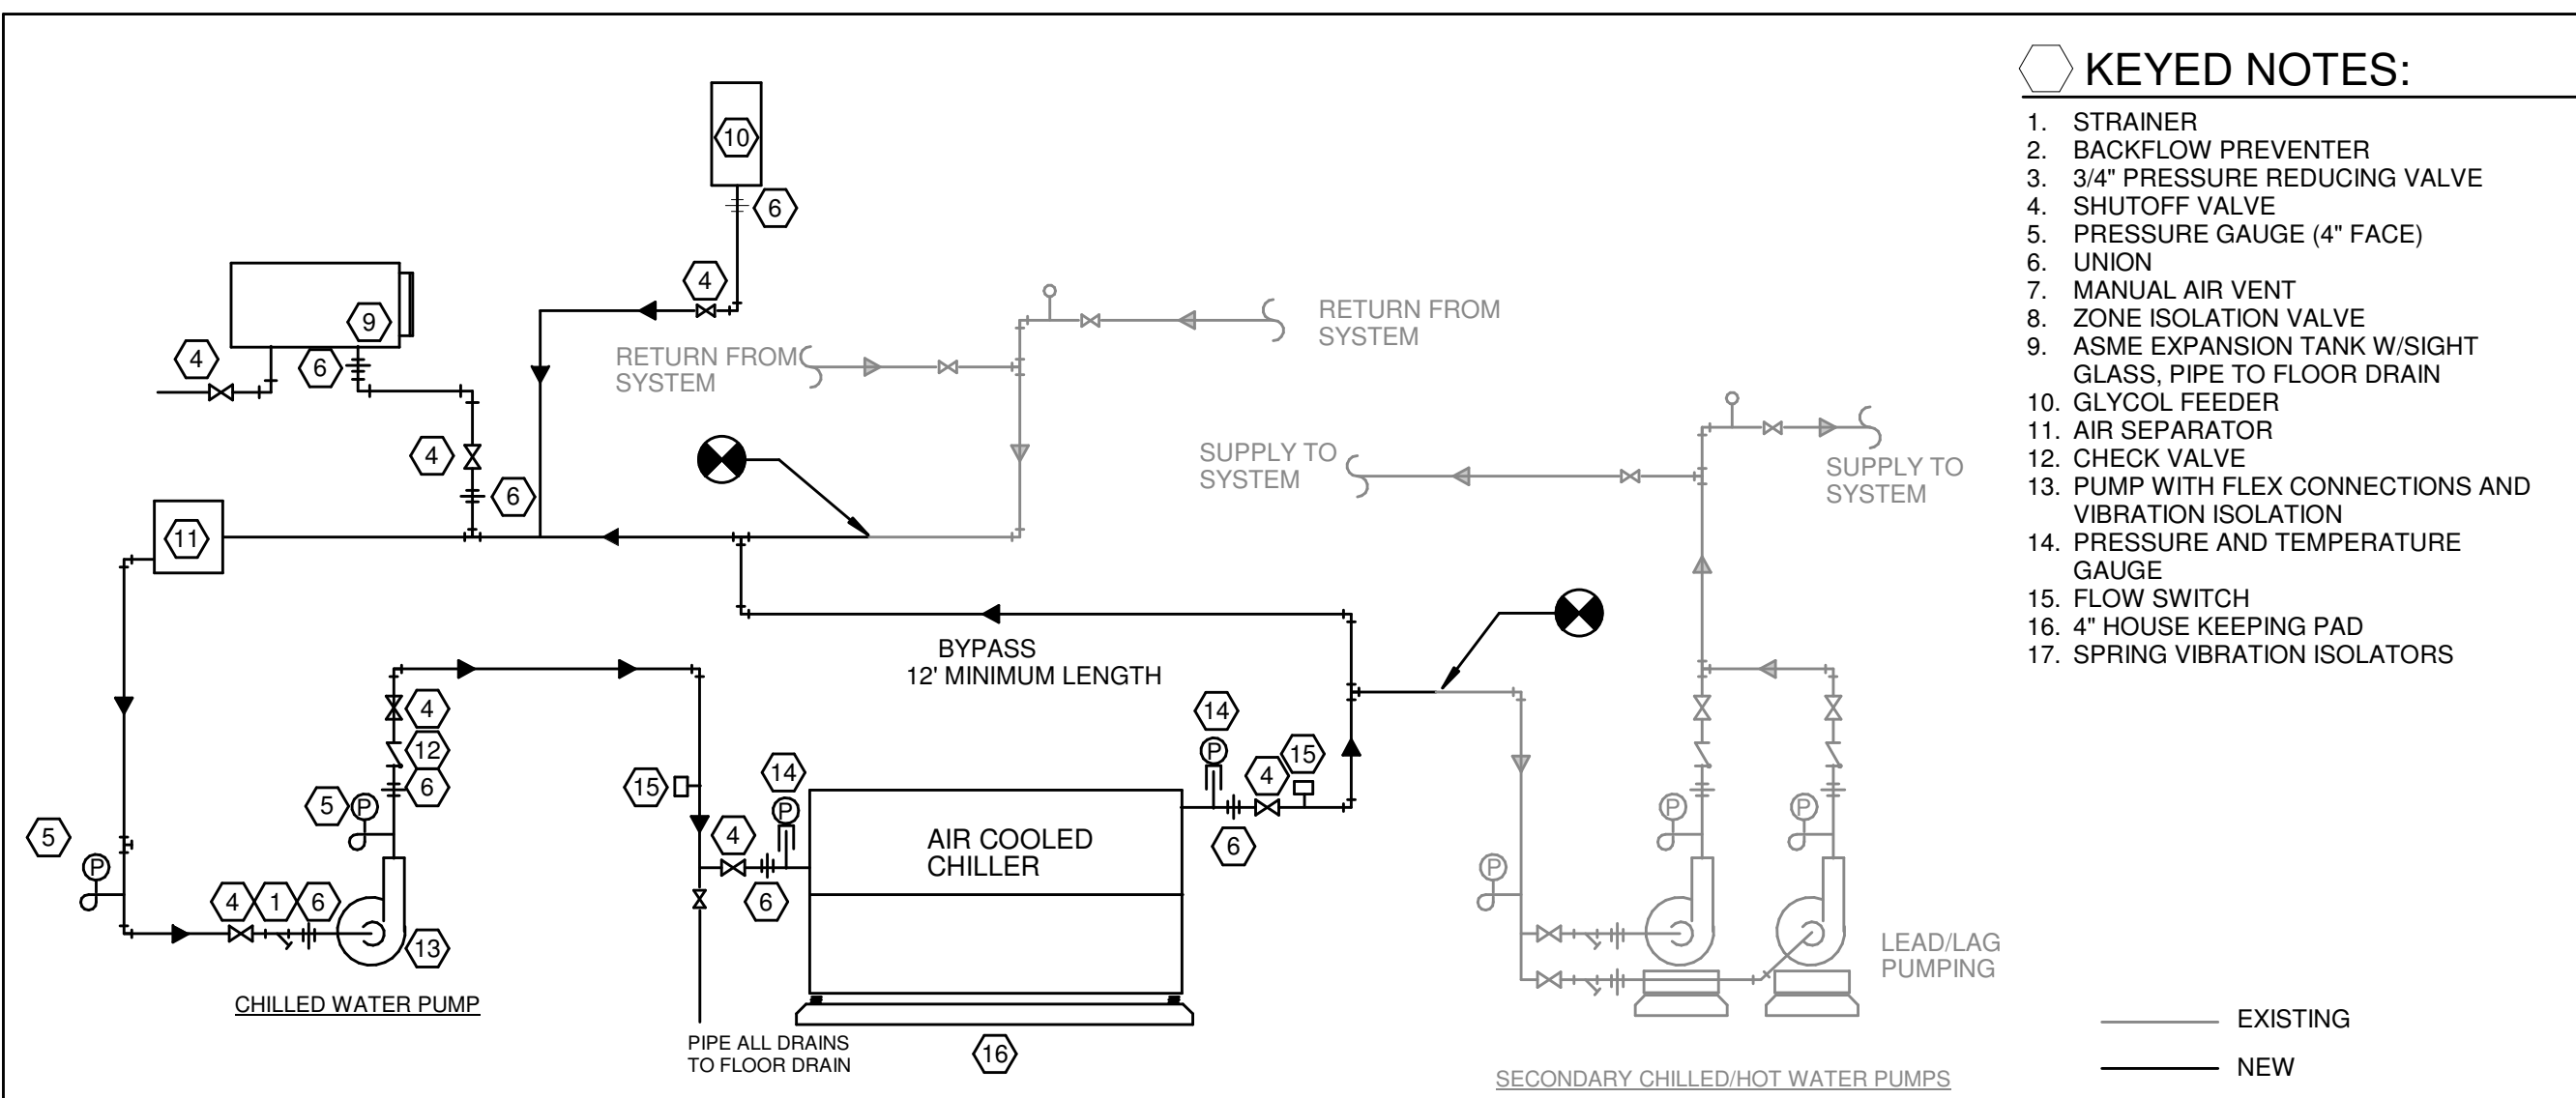 KEYED NOTES:
1. STRAINER
2. BACKFLOW PREVENTER
3. 3/4" PRESSURE REDUCING VALVE
4. SHUTOFF VALVE
5. PRESSURE GAUGE (4" FACE)
6. UNION
7. MANUAL AIR VENT
8. ZONE ISOLATION VALVE
9. ASME EXPANSION TANK W/SIGHT
GLASS, PIPE TO FLOOR DRAIN
10. GLYCOL FEEDER
11. AIR SEPARATOR
12. CHECK VALVE
13. PUMP WITH FLEX CONNECTIONS AND
VIBRATION ISOLATION
14. PRESSURE AND TEMPERATURE
GAUGE
15. FLOW SWITCH
16. 4" HOUSE KEEPING PAD
17. SPRING VIBRATION ISOLATORS
10
6
4
9
4
6
RETURN FROM
SYSTEM
RETURN FROM
SYSTEM
4
6
SUPPLY TO
SYSTEM
SUPPLY TO
SYSTEM
11
BYPASS
12' MINIMUM LENGTH
4
12
6
5
P
5
P
4
1
6
13
CHILLED WATER PUMP
15
14
P
4
6
AIR COOLED
CHILLER
14
P
4
15
6
16
PIPE ALL DRAINS
TO FLOOR DRAIN
P
P
P
LEAD/LAG
PUMPING
SECONDARY CHILLED/HOT WATER PUMPS
EXISTING
NEW